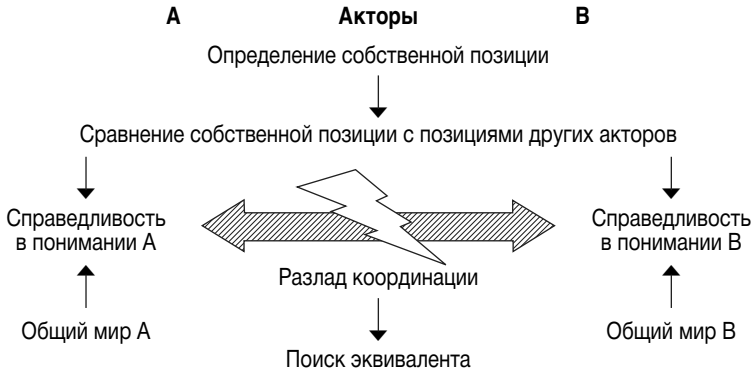 А Акторы В
Определение собственной позиции
Сравнение собственной позиции с позициями других акторов
Справедливость
в понимании А
Справедливость
в понимании В
Разлад координации
Общий мир А
Общий мир В
Поиск эквивалента